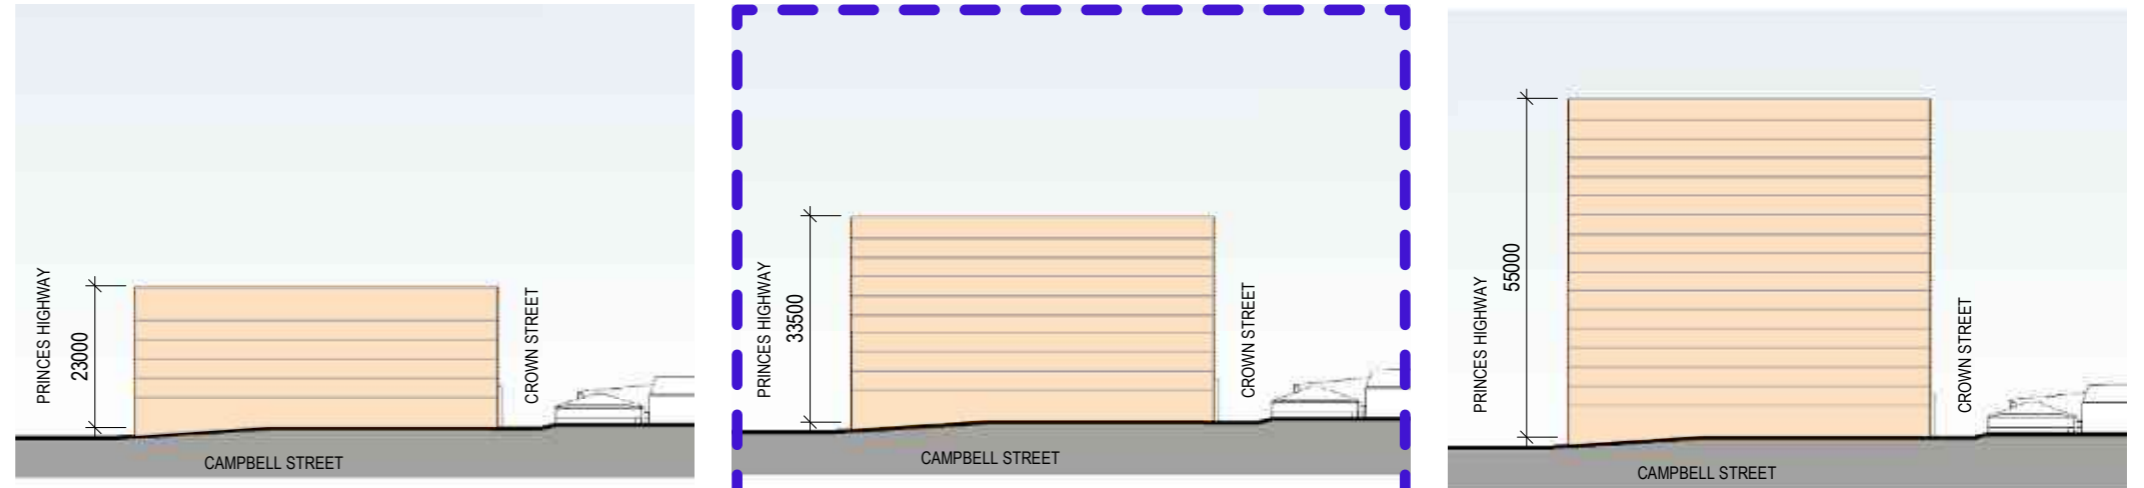 PRINCES HIGHWAY
23000
CROWN STREET
CAMPBELL STREET
PRINCES HIGHWAY
33500
CROWN STREET
CAMPBELL STREET
PRINCES HIGHWAY
55000
CROWN STREET
CAMPBELL STREET